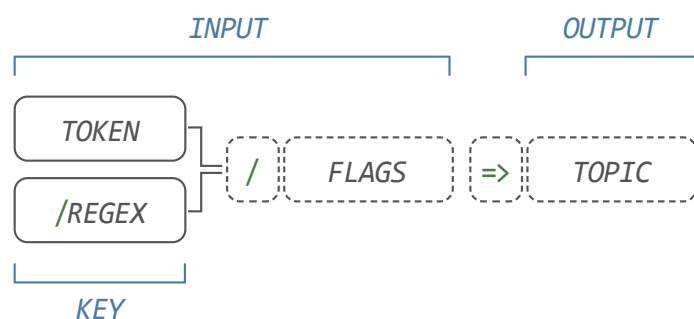 INPUT OUTPUT
TOKEN
/ FLAGS => TOPIC
/REGEX
KEY